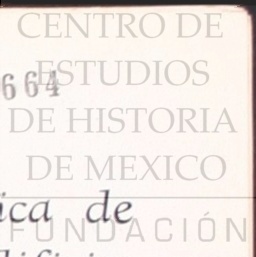 CENTRO DE
ESTUDIOS
664
DE HISTORIA
DE MEXICO
ica de
FUNDACIÓN